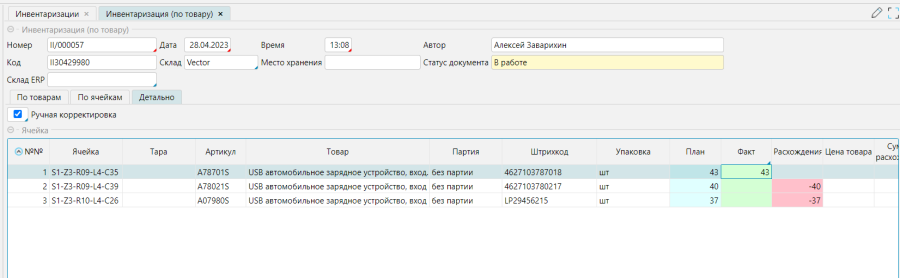 Инвентаризации × Инвентаризация (по товару) ×
Инвентаризация (по товару)
Номер II/000057 Дата 28.04.2023 Время 13:08 Автор Алексей Заварихин
Код II30429980 Склад Vector Место хранения Статус документа В работе
Склад ERP
По товарам По ячейкам Детально
Ручная корректировка
Ячейка
№№ Ячейка Тара Артикул Товар Партия Штрихкод Упаковка План Факт Расхождения Цена товара Сум
расхож
1 S1-Z3-R09-L4-C35 A78701S USB автомобильное зарядное устройство, вход без партии 4627103787018 шт 43 43
2 S1-Z3-R09-L4-C39 A78021S USB автомобильное зарядное устройство, вход без партии 4627103780217 шт 40 -40
3 S1-Z3-R10-L4-C26 A07980S USB автомобильное зарядное устройство, вход без партии LP29456215 шт 37 -37